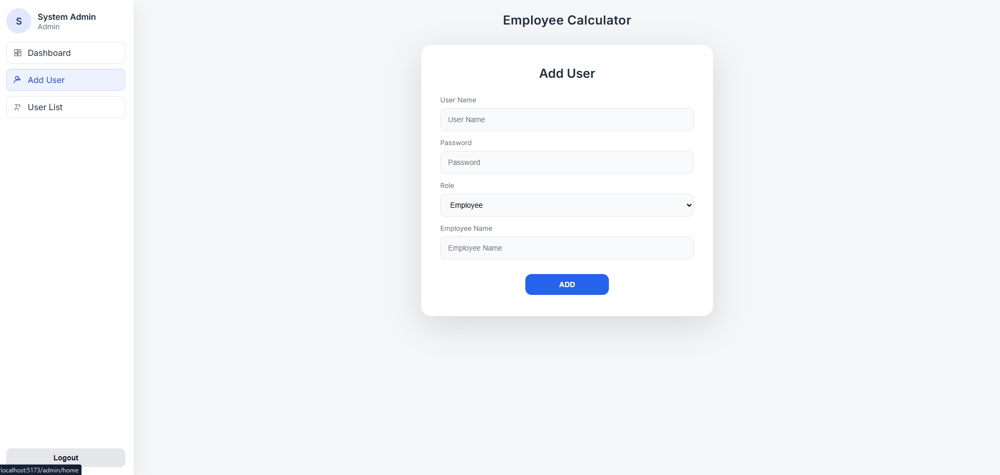 S
System Admin
Admin
Dashboard
Add User
User List
Logout
localhost:5173/admin/home
Employee Calculator
Add User
User Name
User Name
Password
Password
Role
Employee
Employee Name
Employee Name
ADD